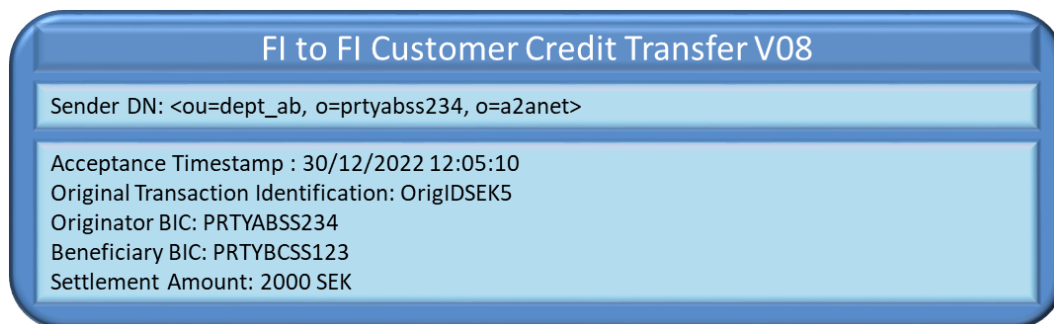 FI to FI Customer Credit Transfer V08
Sender DN: <ou=dept_ab, o=prtyabss234, o=a2anet>
Acceptance Timestamp : 30/12/2022 12:05:10
Original Transaction Identification: OrigIDSEK5
Originator BIC: PRTYABSS234
Beneficiary BIC: PRTYBCSS123
Settlement Amount: 2000 SEK